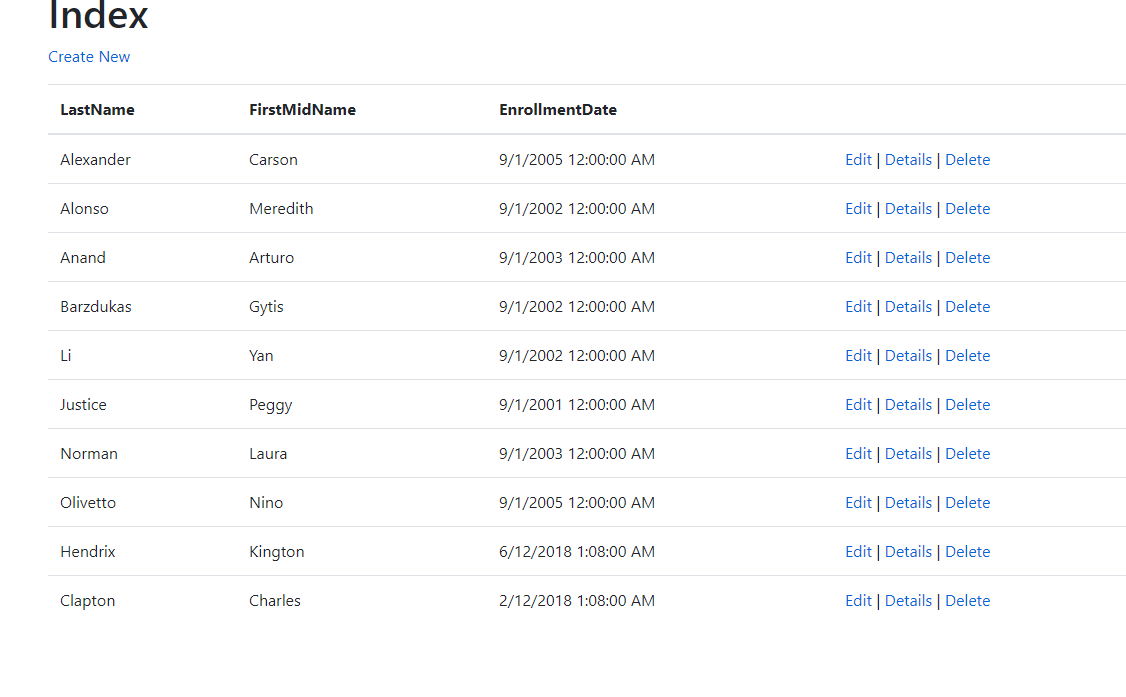 Index
Create New
LastName FirstMidName EnrollmentDate
Alexander Carson 9/1/2005 12:00:00 AM Edit | Details | Delete
Alonso Meredith 9/1/2002 12:00:00 AM Edit | Details | Delete
Anand Arturo 9/1/2003 12:00:00 AM Edit | Details | Delete
Barzdukas Gytis 9/1/2002 12:00:00 AM Edit | Details | Delete
Li Yan 9/1/2002 12:00:00 AM Edit | Details | Delete
Justice Peggy 9/1/2001 12:00:00 AM Edit | Details | Delete
Norman Laura 9/1/2003 12:00:00 AM Edit | Details | Delete
Olivetto Nino 9/1/2005 12:00:00 AM Edit | Details | Delete
Hendrix Kington 6/12/2018 1:08:00 AM Edit | Details | Delete
Clapton Charles 2/12/2018 1:08:00 AM Edit | Details | Delete